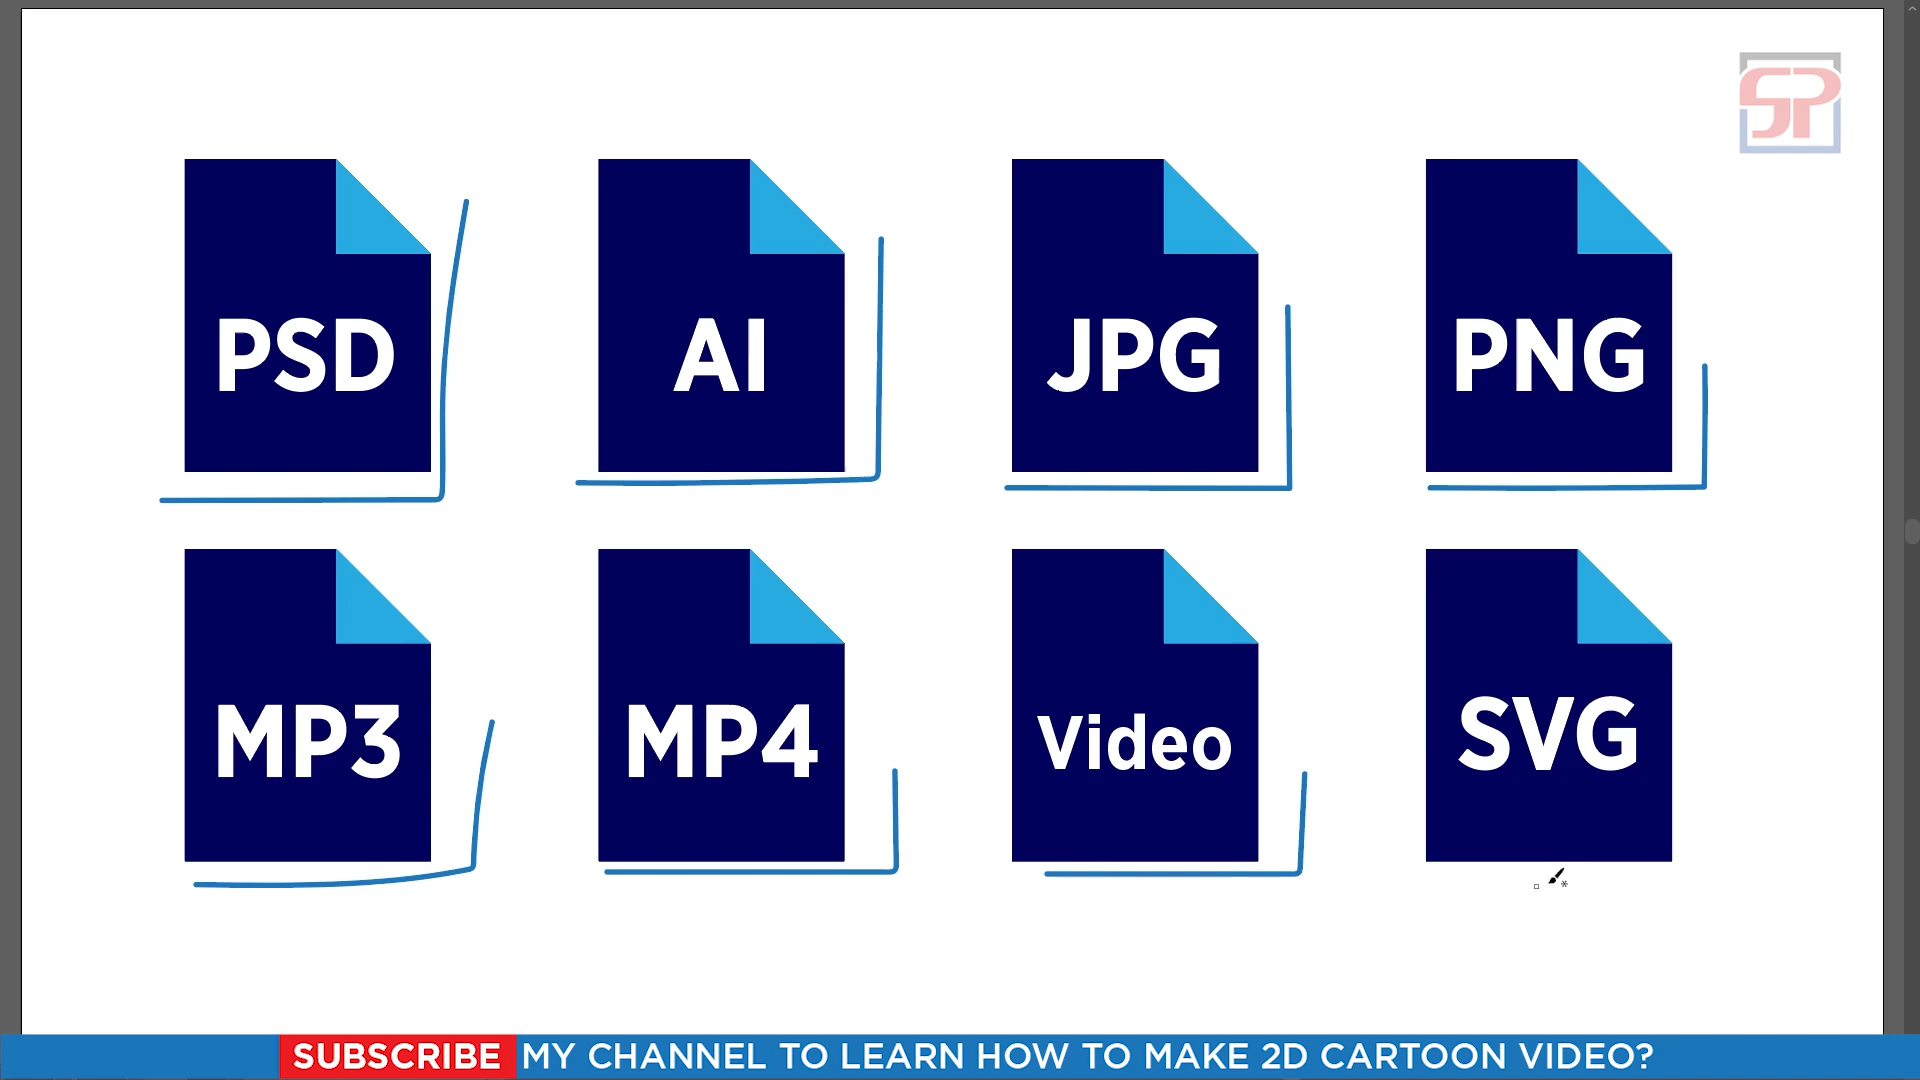 SP
PSD
AI
JPG
PNG
MP3
MP4
Video
SVG
SUBSCRIBE MY CHANNEL TO LEARN HOW TO MAKE 2D CARTOON VIDEO?